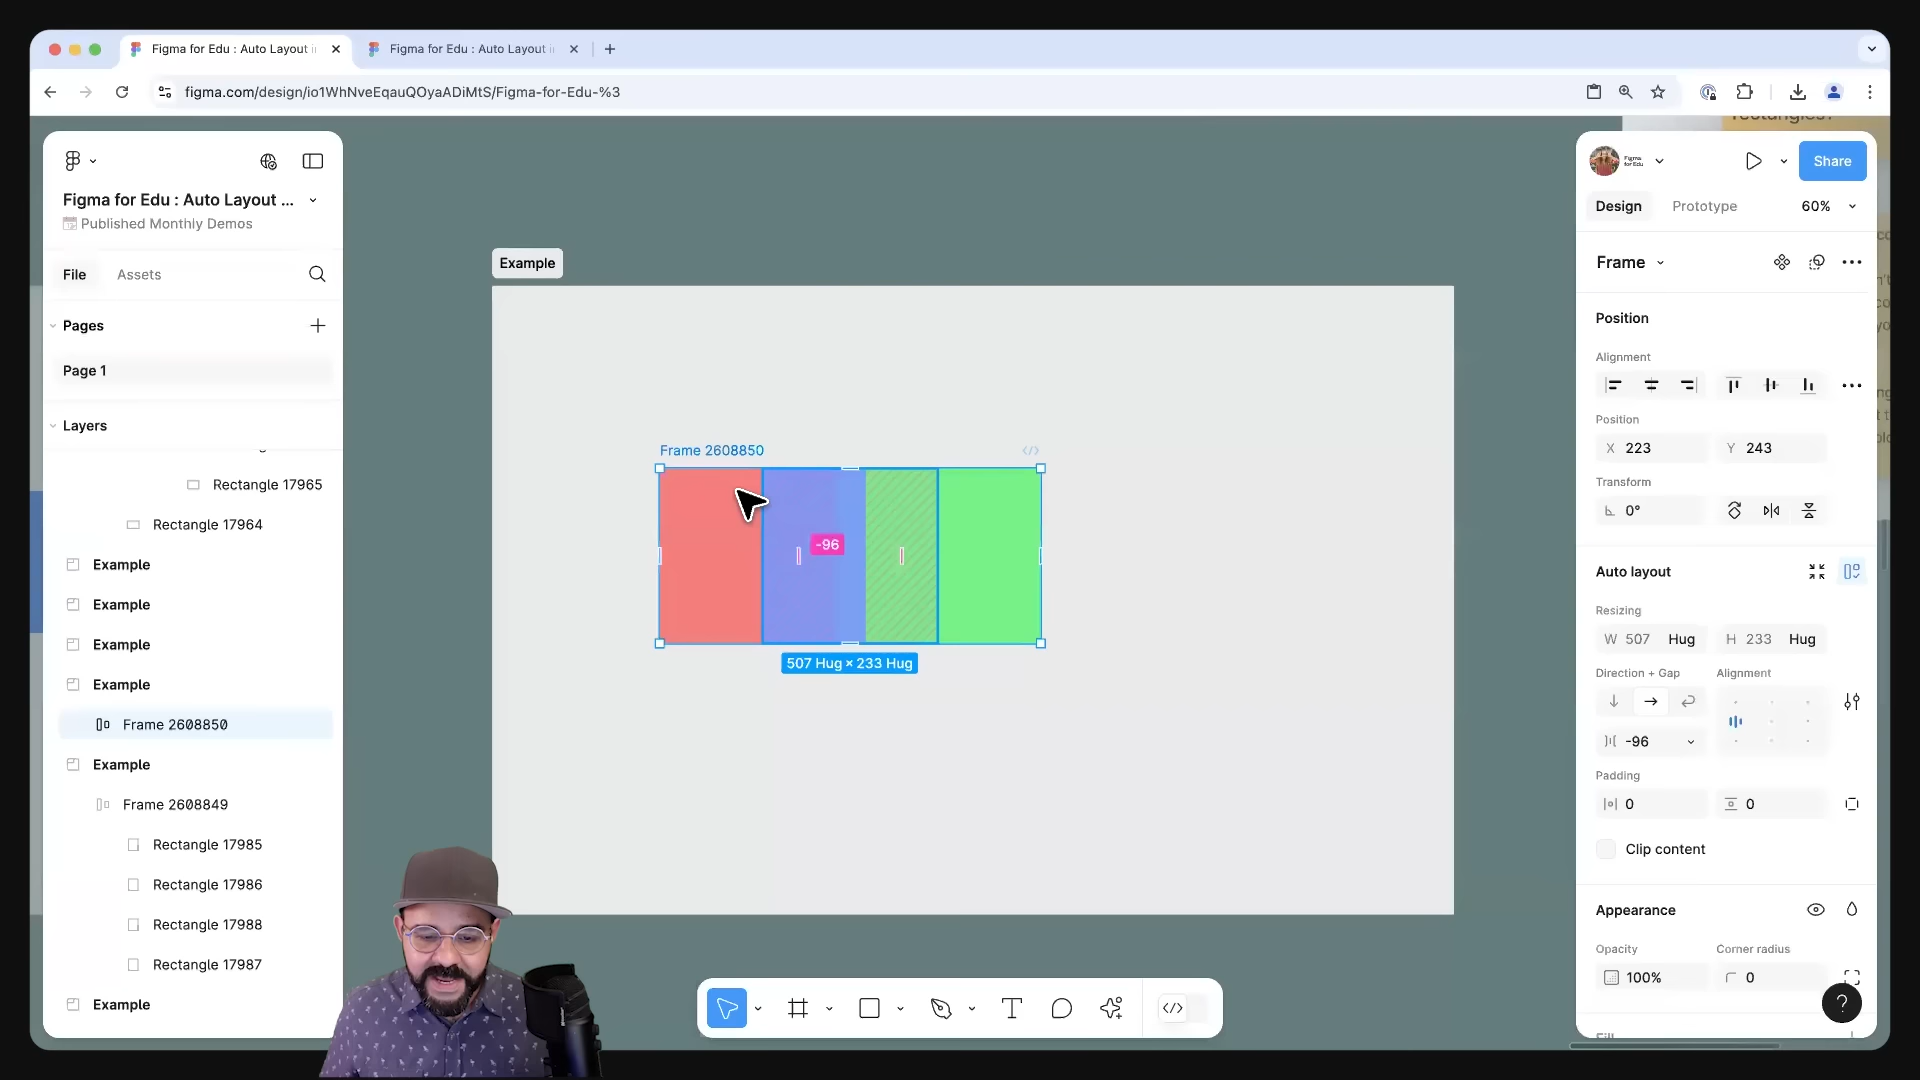 Figma for Edu : Auto Layout i
Figma for Edu : Auto Layout i
figma.com/design/io1WhNveEqauQOyaADiMtS/Figma-for-Edu-%3
rectangles?
Figma for Edu : Auto Layout ...
Published Monthly Demos
File
Assets
Pages
Page 1
Layers
Rectangle 17965
Rectangle 17964
Example
Example
Example
Example
Frame 2608850
Example
Frame 2608849
Rectangle 17985
Rectangle 17986
Rectangle 17988
Rectangle 17987
Example
Example
Frame 2608850
-96
507 Hug × 233 Hug
Figma for Edu
Share
Design
Prototype
60%
Frame
Position
Alignment
Position
X 223
Y 243
Transform
0°
Auto layout
Resizing
W 507 Hug
H 233 Hug
Direction + Gap
Alignment
-96
Padding
0
0
Clip content
Appearance
Opacity
Corner radius
100%
0
?